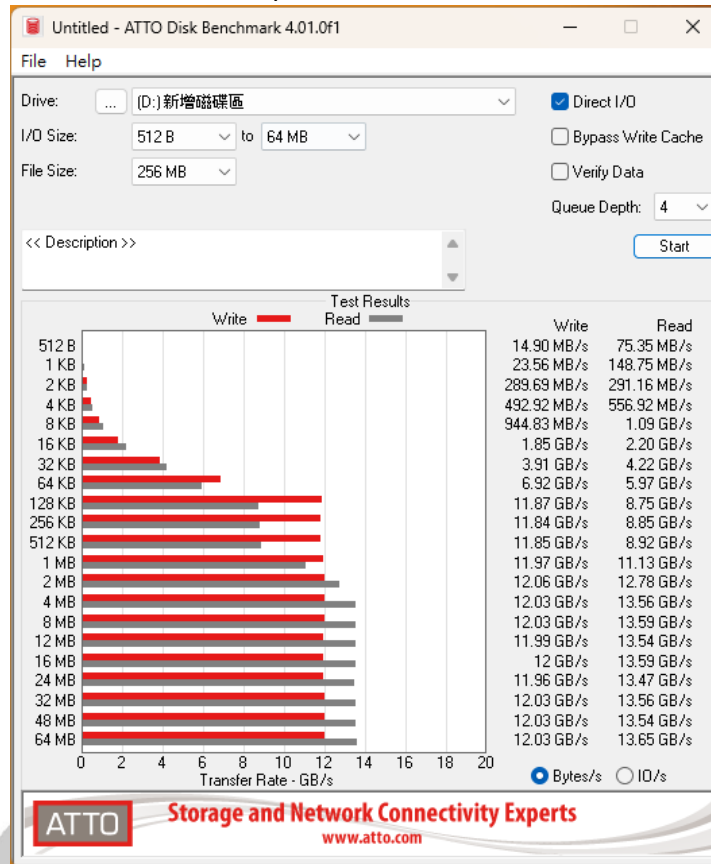 Untitled - ATTO Disk Benchmark 4.01.0f1
File Help
Drive: ... (D:)新增磁碟區 Direct I/O
I/O Size: 512 B to 64 MB Bypass Write Cache
File Size: 256 MB Verify Data
Queue Depth: 4
<< Description >> Start
Test Results
Write Read Write Read
512 B 14.90 MB/s 75.35 MB/s
1 KB 23.56 MB/s 148.75 MB/s
2 KB 289.69 MB/s 291.16 MB/s
4 KB 492.92 MB/s 556.92 MB/s
8 KB 944.83 MB/s 1.09 GB/s
16 KB 1.85 GB/s 2.20 GB/s
32 KB 3.91 GB/s 4.22 GB/s
64 KB 6.92 GB/s 5.97 GB/s
128 KB 11.87 GB/s 8.75 GB/s
256 KB 11.84 GB/s 8.85 GB/s
512 KB 11.85 GB/s 8.92 GB/s
1 MB 11.97 GB/s 11.13 GB/s
2 MB 12.06 GB/s 12.78 GB/s
4 MB 12.03 GB/s 13.56 GB/s
8 MB 12.03 GB/s 13.59 GB/s
12 MB 11.99 GB/s 13.54 GB/s
16 MB 12 GB/s 13.59 GB/s
24 MB 11.96 GB/s 13.47 GB/s
32 MB 12.03 GB/s 13.56 GB/s
48 MB 12.03 GB/s 13.54 GB/s
64 MB 12.03 GB/s 13.65 GB/s
0 2 4 6 8 10 12 14 16 18 20
Transfer Rate - GB/s Bytes/s IO/s
ATTO Storage and Network Connectivity Experts
www.atto.com